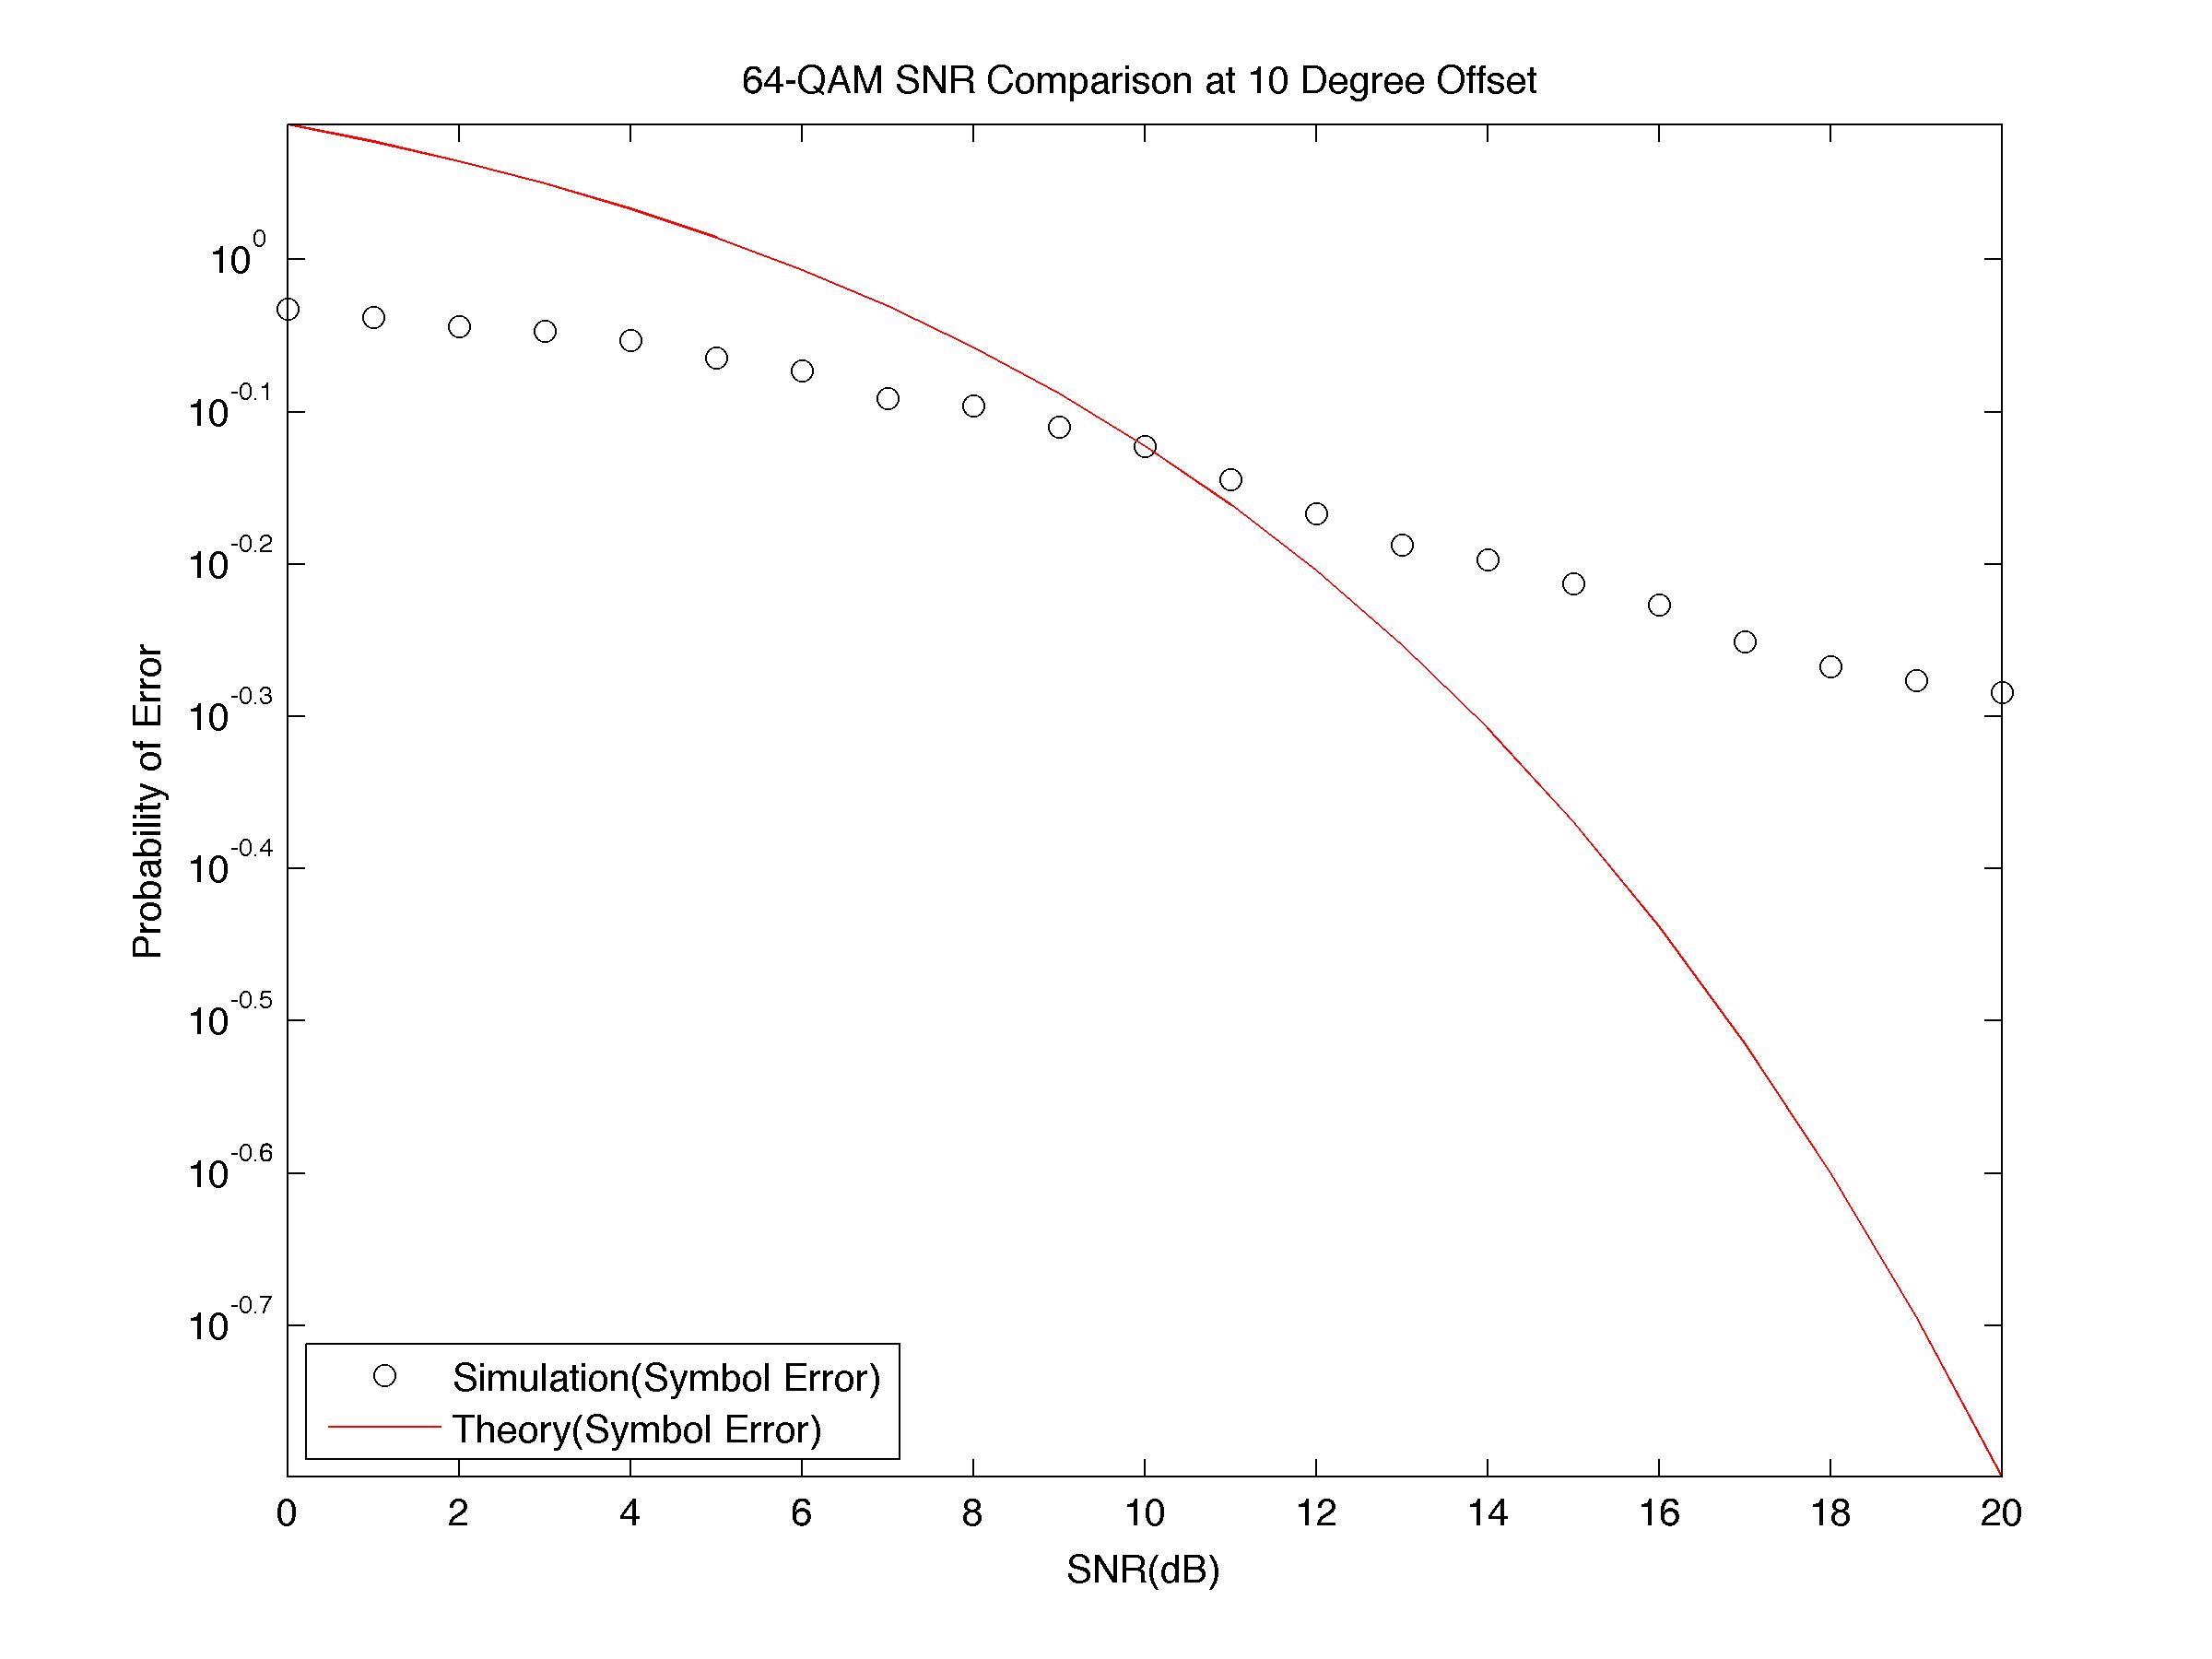 64-QAM SNR Comparison at 10 Degree Offset
10^0
10^-0.1
10^-0.2
10^-0.3
10^-0.4
10^-0.5
10^-0.6
10^-0.7
Probability of Error
Simulation(Symbol Error)
Theory(Symbol Error)
0 2 4 6 8 10 12 14 16 18 20
SNR(dB)